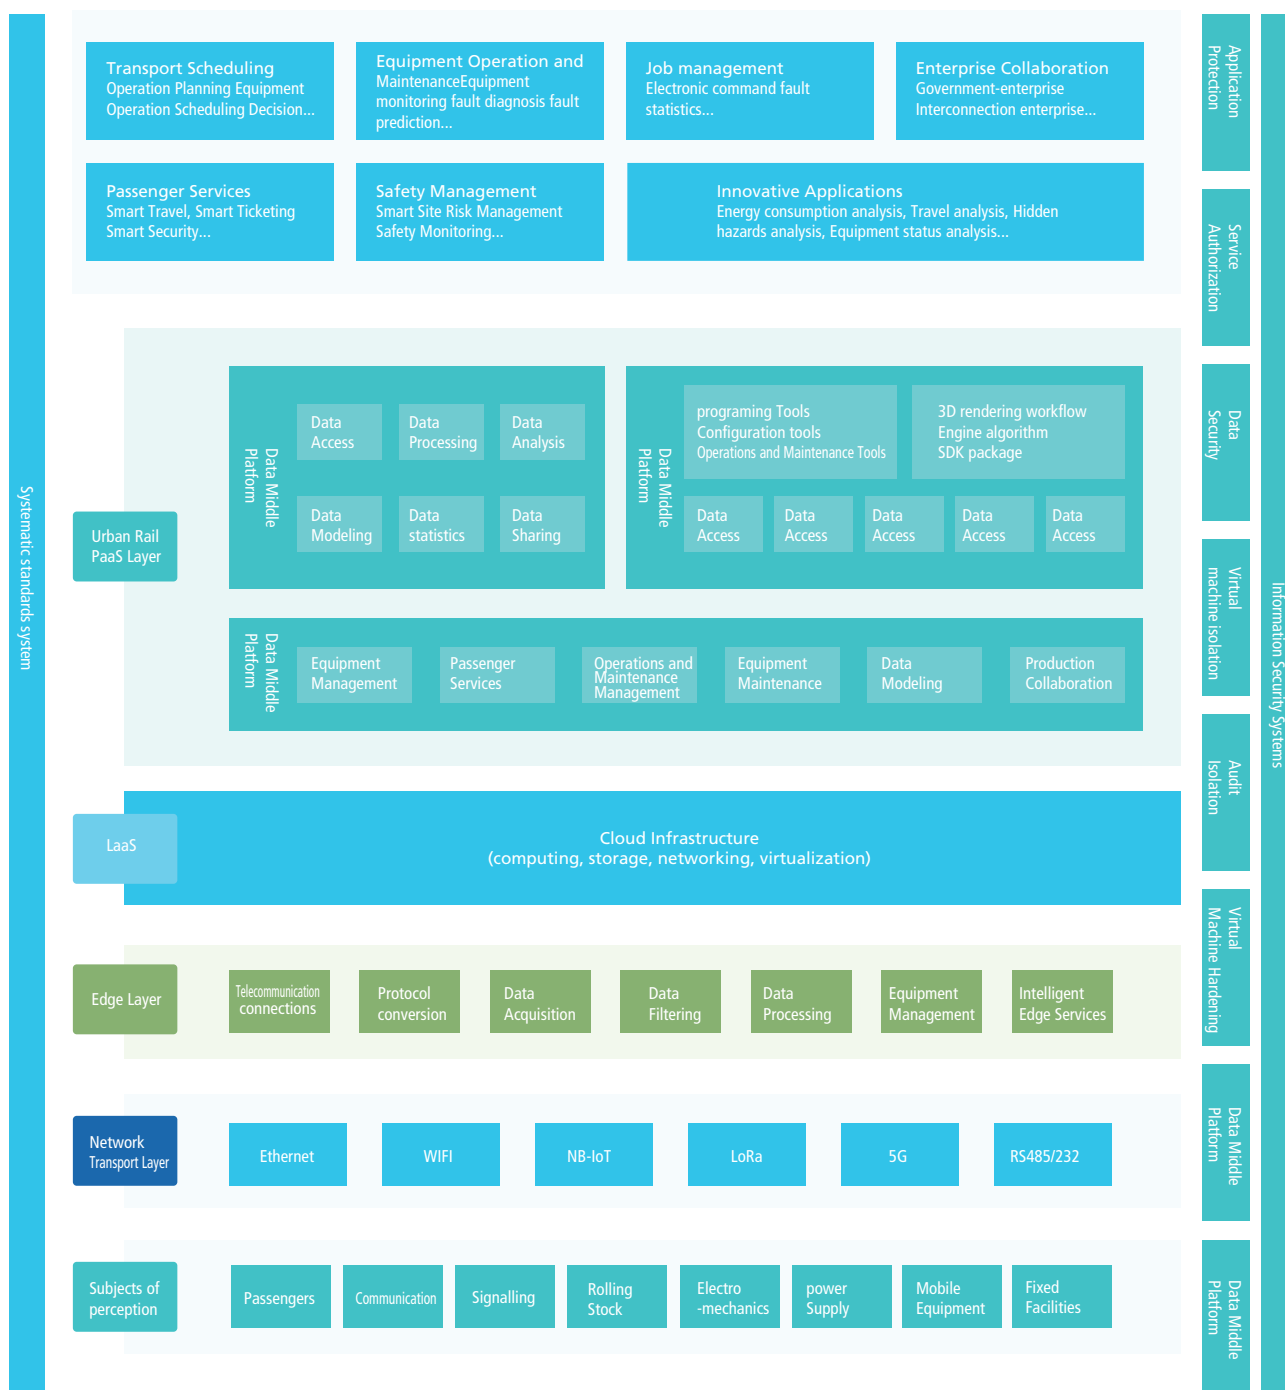 Systematic standards system
Transport Scheduling
Operation Planning Equipment
Operation Scheduling Decision...
Equipment Operation and
MaintenanceEquipment
monitoring fault diagnosis fault
prediction...
Job management
Electronic command fault
statistics...
Enterprise Collaboration
Government-enterprise
Interconnection enterprise...
Passenger Services
Smart Travel, Smart Ticketing
Smart Security...
Safety Management
Smart Site Risk Management
Safety Monitoring...
Innovative Applications
Energy consumption analysis, Travel analysis, Hidden
hazards analysis, Equipment status analysis...
Urban Rail
PaaS Layer
Data Middle
Platform
Data
Access
Data
Processing
Data
Analysis
Data
Modeling
Data
statistics
Data
Sharing
Data Middle
Platform
programing Tools
Configuration tools
Operations and Maintenance Tools
3D rendering workflow
Engine algorithm
SDK package
Data
Access
Data
Access
Data
Access
Data
Access
Data
Access
Data Middle
Platform
Equipment
Management
Passenger
Services
Operations and
Maintenance
Management
Equipment
Maintenance
Data
Modeling
Production
Collaboration
LaaS
Cloud Infrastructure
(computing, storage, networking, virtualization)
Edge Layer
Telecommunication
connections
Protocol
conversion
Data
Acquisition
Data
Filtering
Data
Processing
Equipment
Management
Intelligent
Edge Services
Network
Transport Layer
Ethernet
WIFI
NB-IoT
LoRa
5G
RS485/232
Subjects of
perception
Passengers
Communication
Signalling
Rolling
Stock
Electro
-mechanics
power
Supply
Mobile
Equipment
Fixed
Facilities
Application
Protection
Service
Authorization
Data
Security
Virtual
machine isolation
Audit
Isolation
Virtual
Machine Hardening
Data Middle
Platform
Data Middle
Platform
Information Security Systems